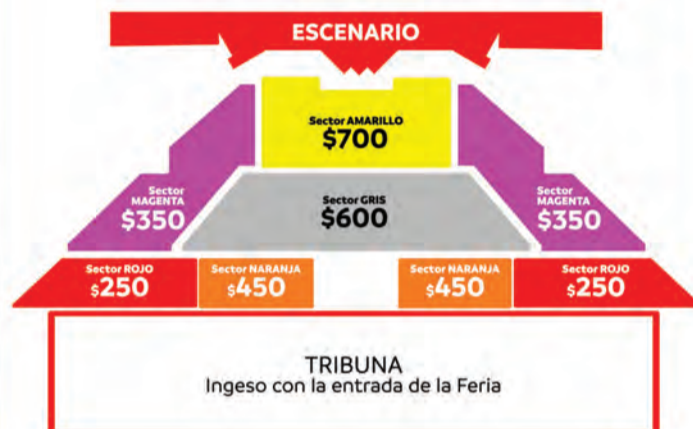 ESCENARIO
Sector AMARILLO
$700
Sector
MAGENTA
$350
Sector GRIS
$600
Sector
MAGENTA
$350
Sector ROJO
$250
Sector NARANJA
$450
Sector NARANJA
$450
Sector ROJO
$250
TRIBUNA
Ingeso con la entrada de la Feria